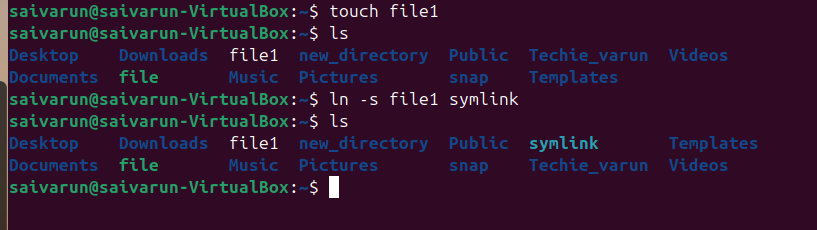 saivarun@saivarun-VirtualBox:~$ touch file1
saivarun@saivarun-VirtualBox:~$ ls
Desktop    Downloads  file1  new_directory  Public  Techie_varun  Videos
Documents  file       Music  Pictures       snap    Templates
saivarun@saivarun-VirtualBox:~$ ln -s file1 symlink
saivarun@saivarun-VirtualBox:~$ ls
Desktop    Downloads  file1  new_directory  Public  symlink       Templates
Documents  file       Music  Pictures       snap    Techie_varun  Videos
saivarun@saivarun-VirtualBox:~$